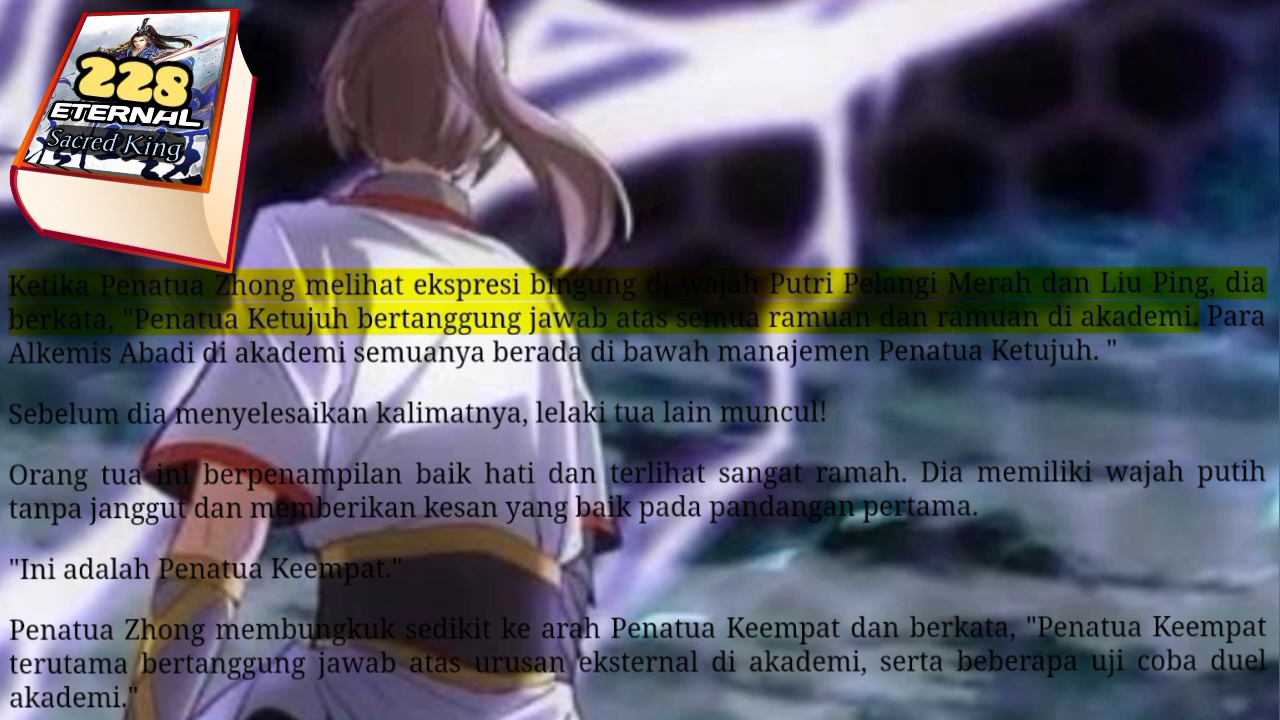 228
ETERNAL
Sacred King
Ketika Penatua Zhong melihat ekspresi bingung di wajah Putri Pelangi Merah dan Liu Ping, dia
berkata, "Penatua Ketujuh bertanggung jawab atas semua ramuan dan ramuan di akademi. Para
Alkemis Abadi di akademi semuanya berada di bawah manajemen Penatua Ketujuh. "
Sebelum dia menyelesaikan kalimatnya, lelaki tua lain muncul!
Orang tua ini berpenampilan baik hati dan terlihat sangat ramah. Dia memiliki wajah putih
tanpa janggut dan memberikan kesan yang baik pada pandangan pertama.
"Ini adalah Penatua Keempat."
Penatua Zhong membungkuk sedikit ke arah Penatua Keempat dan berkata, "Penatua Keempat
terutama bertanggung jawab atas urusan eksternal di akademi, serta beberapa uji coba duel
akademi."